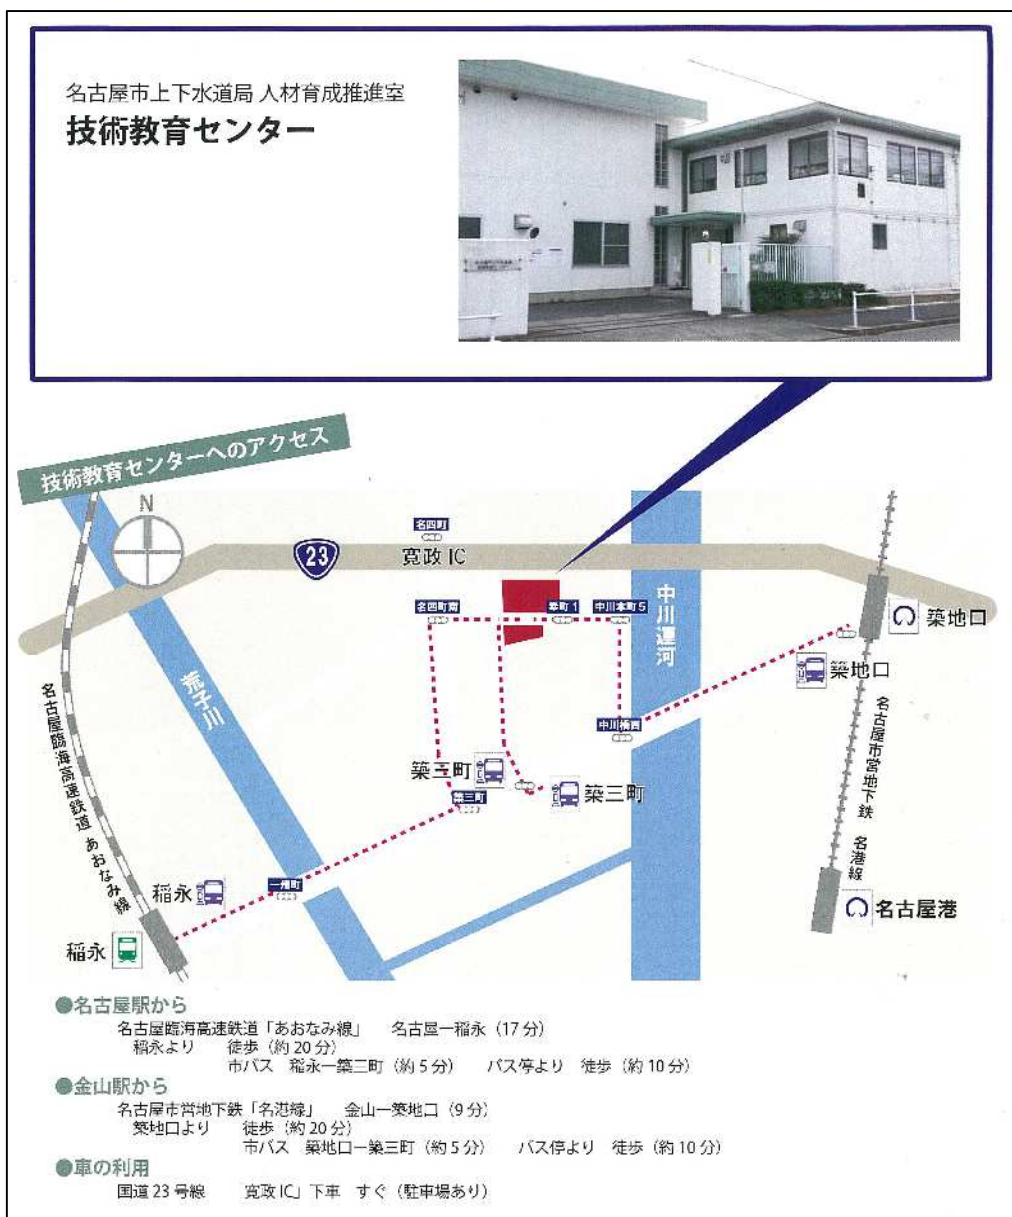 名古屋市上下水道局 人材育成推進室
技術教育センター
技術教育センターへのアクセス
N
名四町
23
寛政 IC
名四町南
幸町 1
中川本町 5
中川運河
築地口
築地口
荒子川
名古屋臨海高速鉄道 あおなみ線
名古屋市営地下鉄 名港線
中川橋西
築三町
築三町
築三町
一州町
稲永
稲永
名古屋港
●名古屋駅から
名古屋臨海高速鉄道「あおなみ線」 名古屋ー稲永（17 分）
稲永より 徒歩（約 20 分）
市バス 稲永ー築三町（約 5 分） バス停より 徒歩（約 10 分）
●金山駅から
名古屋市営地下鉄「名港線」 金山ー築地口（9 分）
築地口より 徒歩（約 20 分）
市バス 築地口ー築三町（約 5 分） バス停より 徒歩（約 10 分）
●車の利用
国道 23 号線 「寛政 IC」下車 すぐ（駐車場あり）